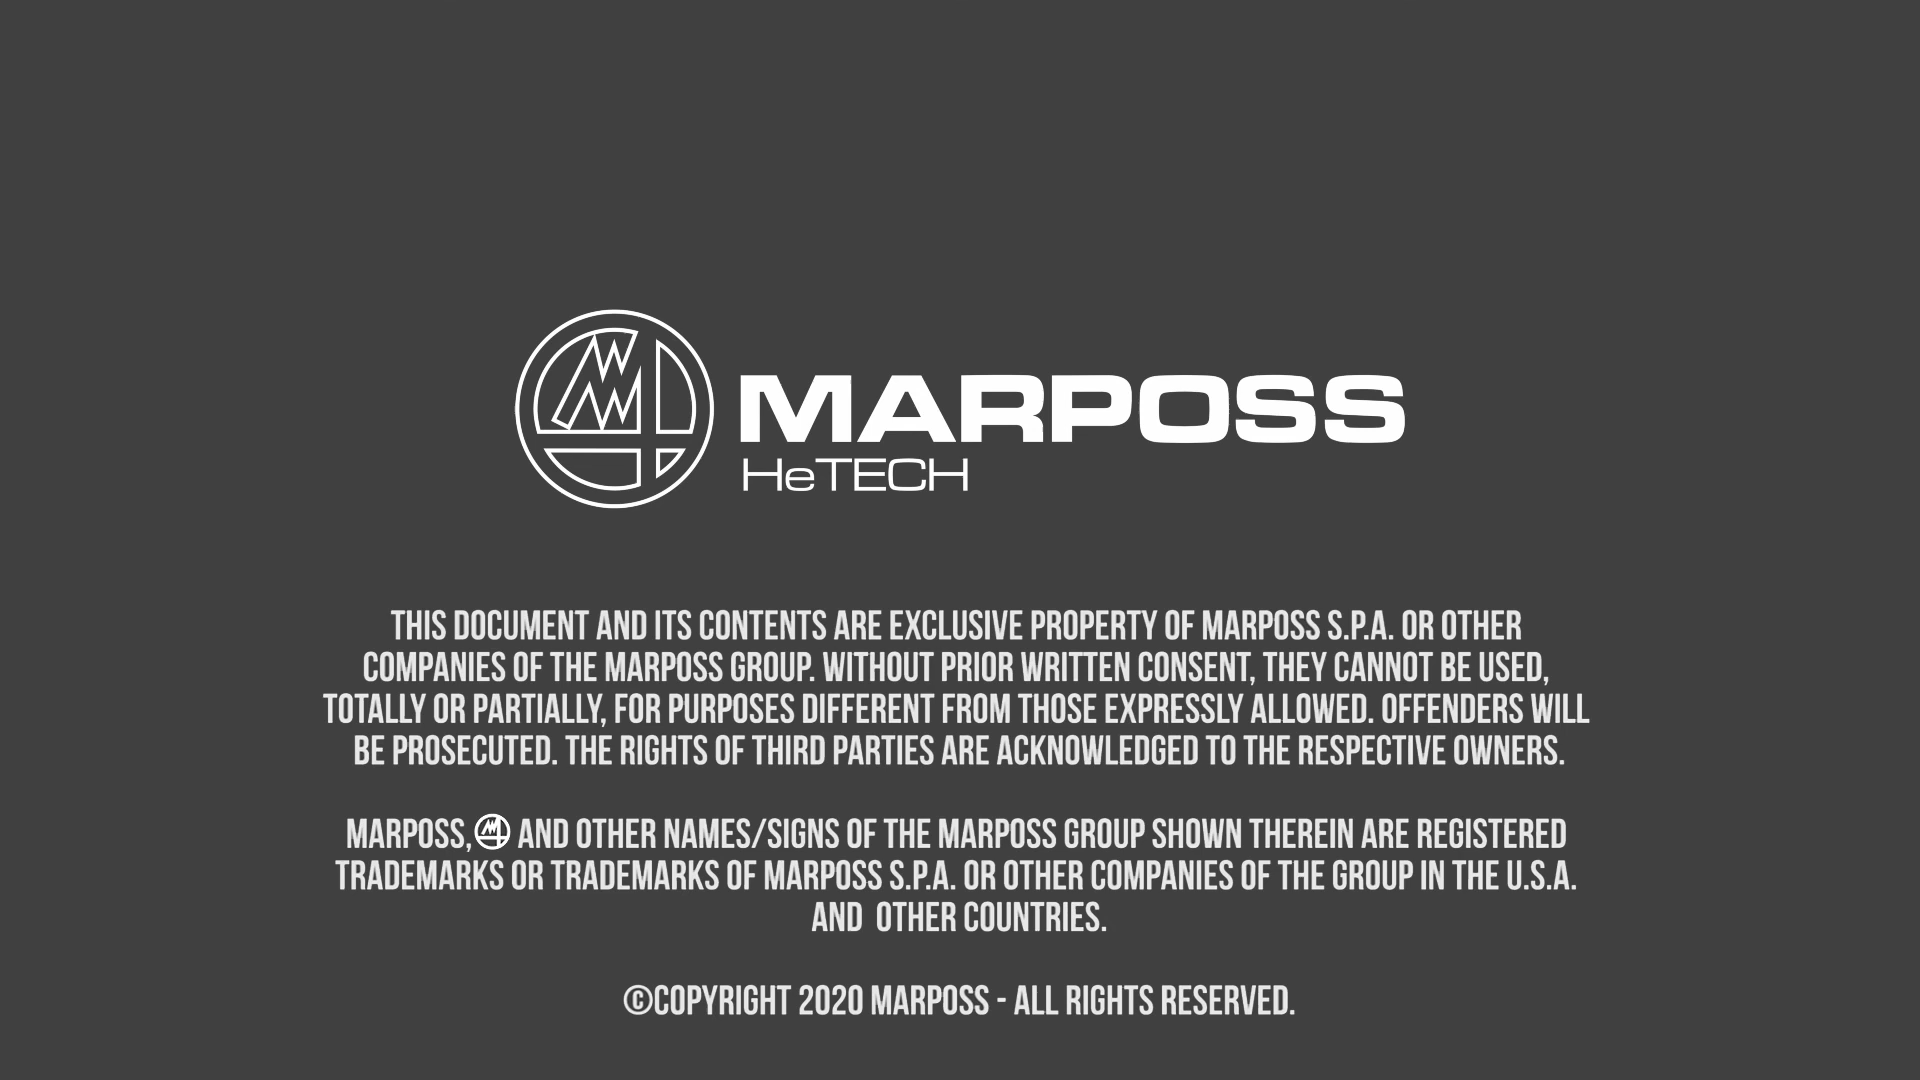 MARPOSS
HeTECH
THIS DOCUMENT AND ITS CONTENTS ARE EXCLUSIVE PROPERTY OF MARPOSS S.P.A. OR OTHER
COMPANIES OF THE MARPOSS GROUP. WITHOUT PRIOR WRITTEN CONSENT, THEY CANNOT BE USED,
TOTALLY OR PARTIALLY, FOR PURPOSES DIFFERENT FROM THOSE EXPRESSLY ALLOWED. OFFENDERS WILL
BE PROSECUTED. THE RIGHTS OF THIRD PARTIES ARE ACKNOWLEDGED TO THE RESPECTIVE OWNERS.
MARPOSS, AND OTHER NAMES/SIGNS OF THE MARPOSS GROUP SHOWN THEREIN ARE REGISTERED
TRADEMARKS OR TRADEMARKS OF MARPOSS S.P.A. OR OTHER COMPANIES OF THE GROUP IN THE U.S.A.
AND OTHER COUNTRIES.
©COPYRIGHT 2020 MARPOSS - ALL RIGHTS RESERVED.